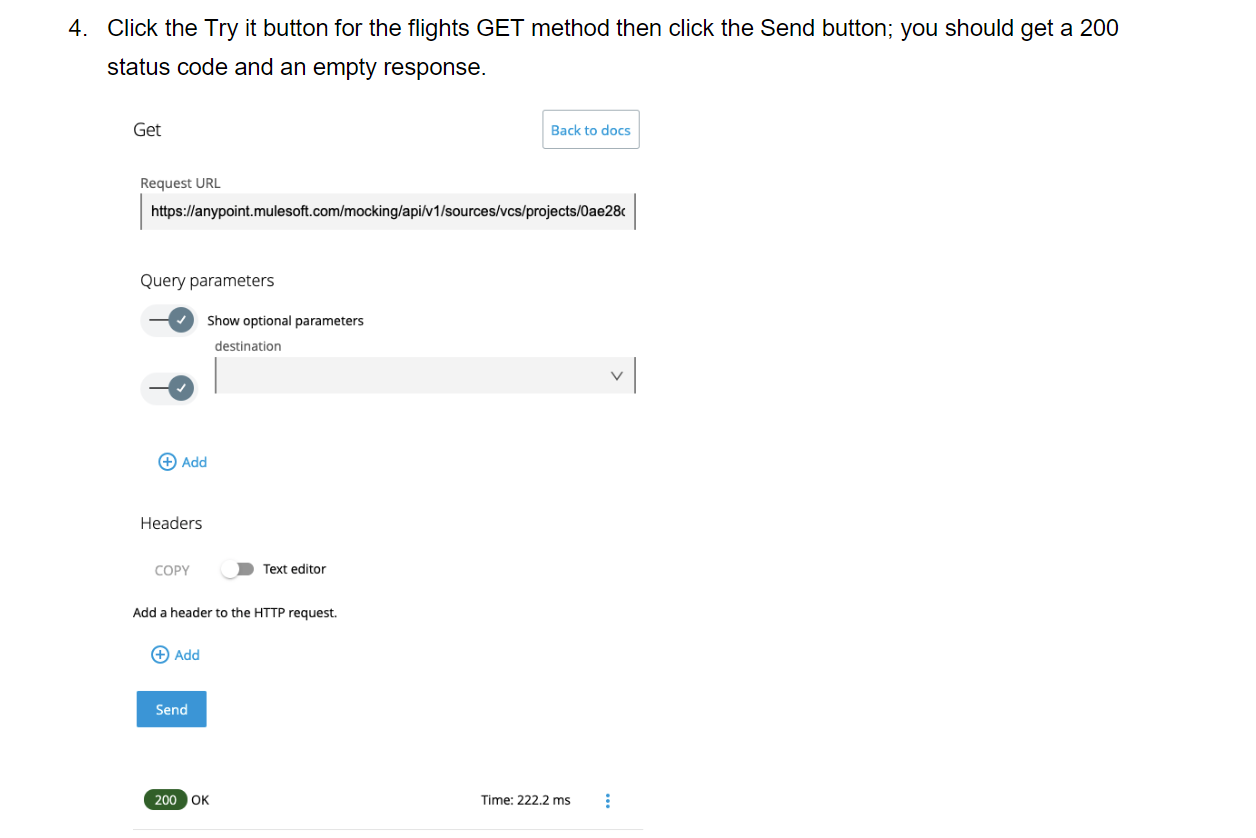 4. Click the Try it button for the flights GET method then click the Send button; you should get a 200
status code and an empty response.
Get
Back to docs
Request URL
https://anypoint.mulesoft.com/mocking/api/v1/sources/vcs/projects/0ae28c
Query parameters
Show optional parameters
destination
Add
Headers
COPY Text editor
Add a header to the HTTP request.
Add
Send
200 OK Time: 222.2 ms